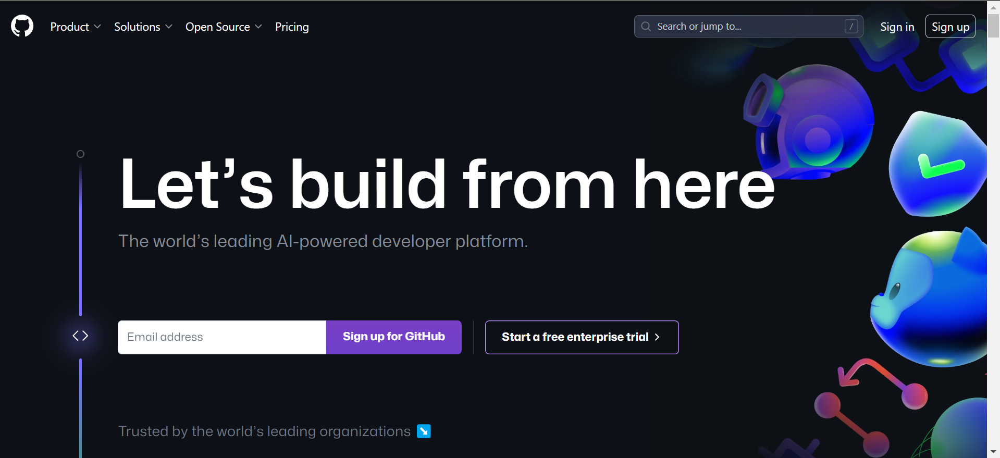 Product Solutions Open Source Pricing Search or jump to... / Sign in Sign up
Let’s build from here
The world’s leading AI-powered developer platform.
Email address Sign up for GitHub Start a free enterprise trial
Trusted by the world’s leading organizations